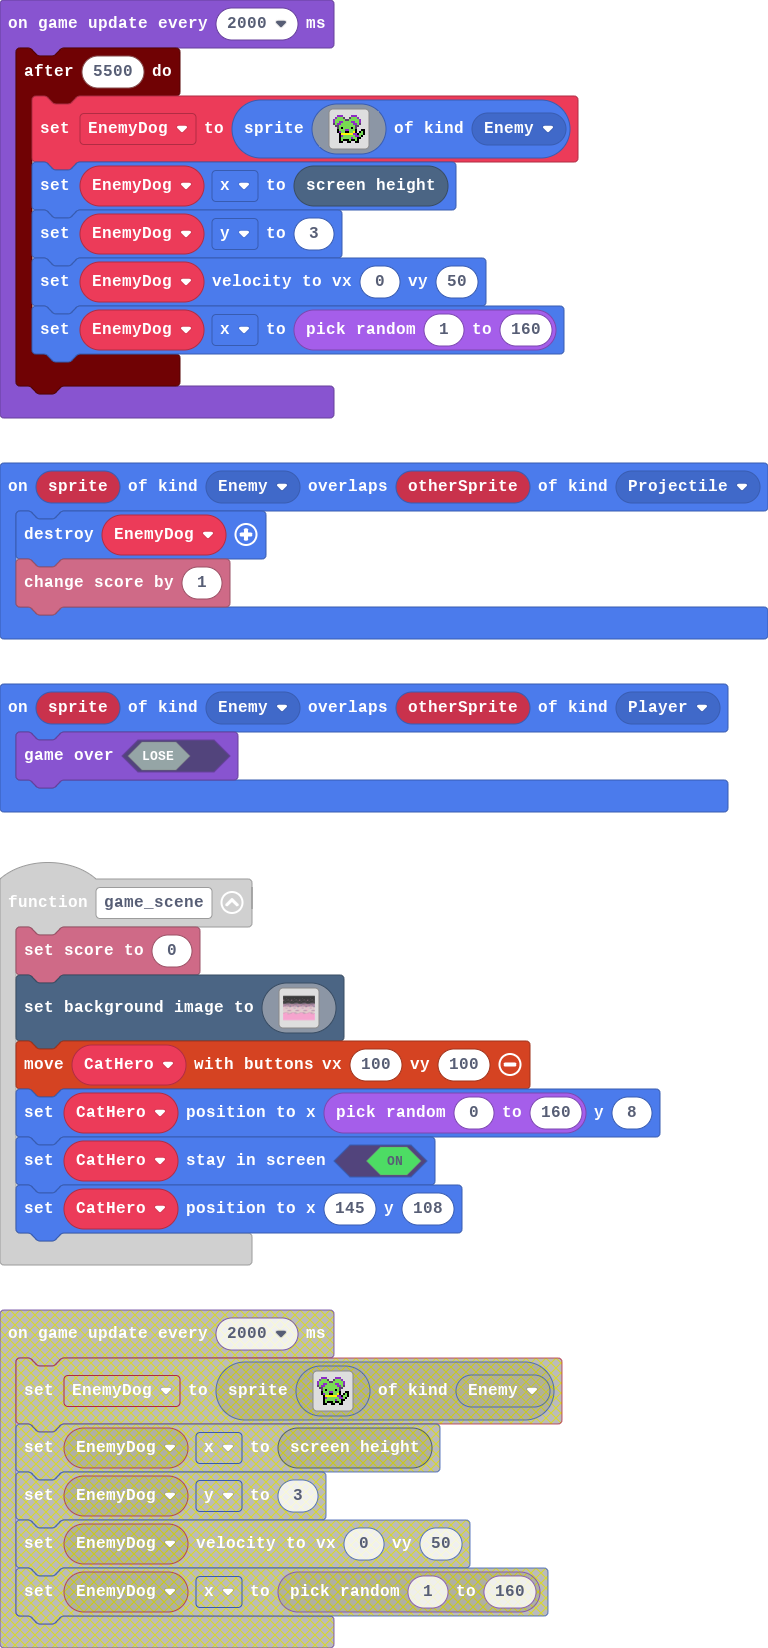 on game update every 2000 ms
after 5500 do
set EnemyDog to sprite of kind Enemy
set EnemyDog x to screen height
set EnemyDog y to 3
set EnemyDog velocity to vx 0 vy 50
set EnemyDog x to pick random 1 to 160
on sprite of kind Enemy overlaps otherSprite of kind Projectile
destroy EnemyDog
change score by 1
on sprite of kind Enemy overlaps otherSprite of kind Player
game over LOSE
function game_scene
set score to 0
set background image to
move CatHero with buttons vx 100 vy 100
set CatHero position to x pick random 0 to 160 y 8
set CatHero stay in screen ON
set CatHero position to x 145 y 108
on game update every 2000 ms
set EnemyDog to sprite of kind Enemy
set EnemyDog x to screen height
set EnemyDog y to 3
set EnemyDog velocity to vx 0 vy 50
set EnemyDog x to pick random 1 to 160